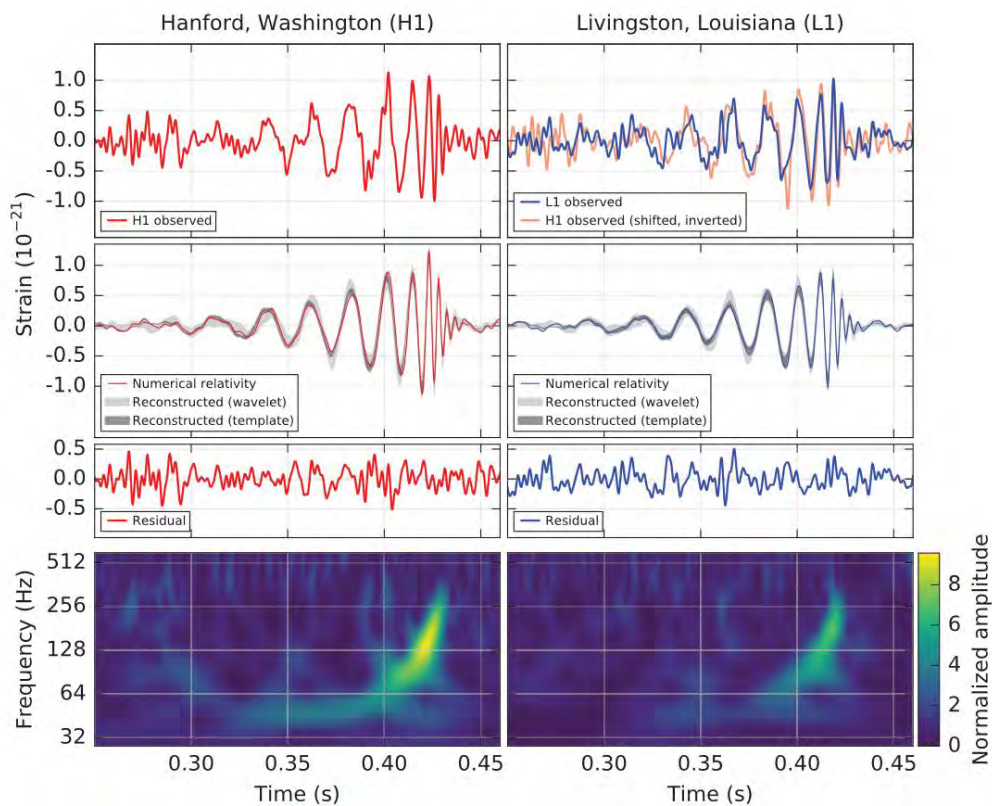 Hanford, Washington (H1)
Livingston, Louisiana (L1)
Strain (10⁻²¹)
1.0
0.5
0.0
-0.5
-1.0
H1 observed
L1 observed
H1 observed (shifted, inverted)
1.0
0.5
0.0
-0.5
-1.0
Numerical relativity
Reconstructed (wavelet)
Reconstructed (template)
Numerical relativity
Reconstructed (wavelet)
Reconstructed (template)
0.5
0.0
-0.5
Residual
Residual
Frequency (Hz)
512
256
128
64
32
0.30
0.35
0.40
0.45
Time (s)
0.30
0.35
0.40
0.45
Time (s)
8
6
4
2
0
Normalized amplitude